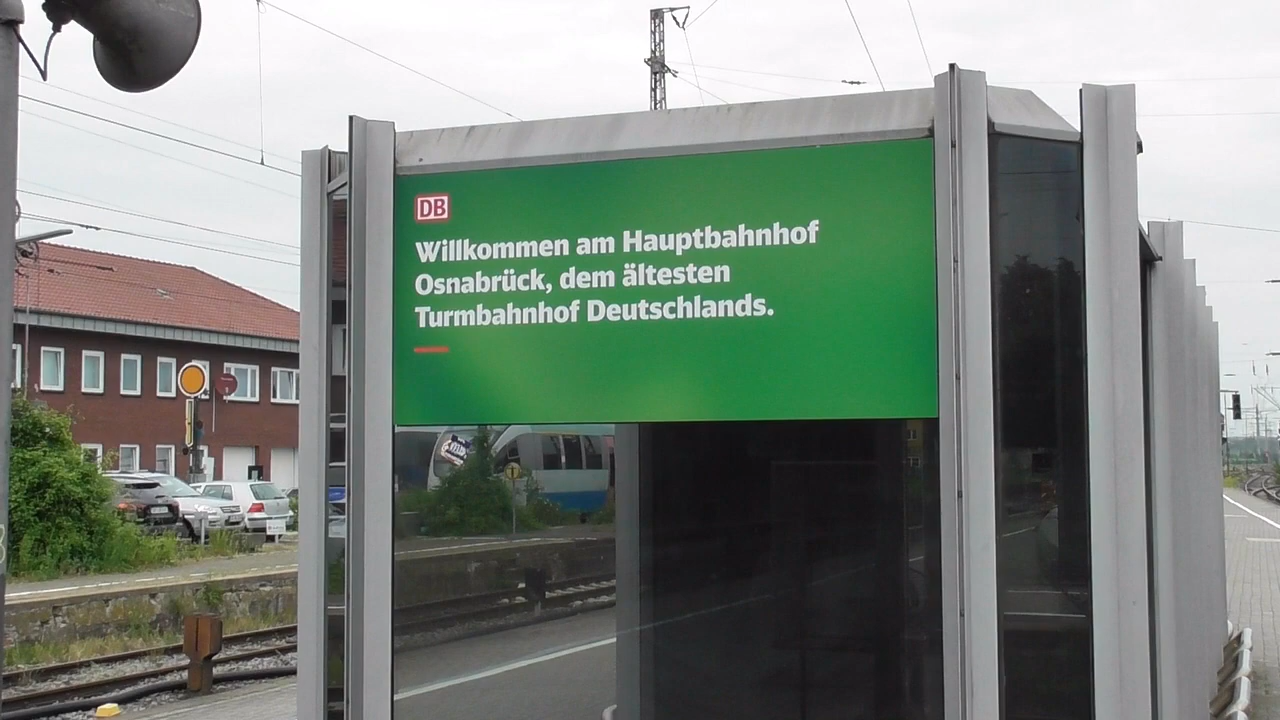 DB
Willkommen am Hauptbahnhof
Osnabrück, dem ältesten
Turmbahnhof Deutschlands.